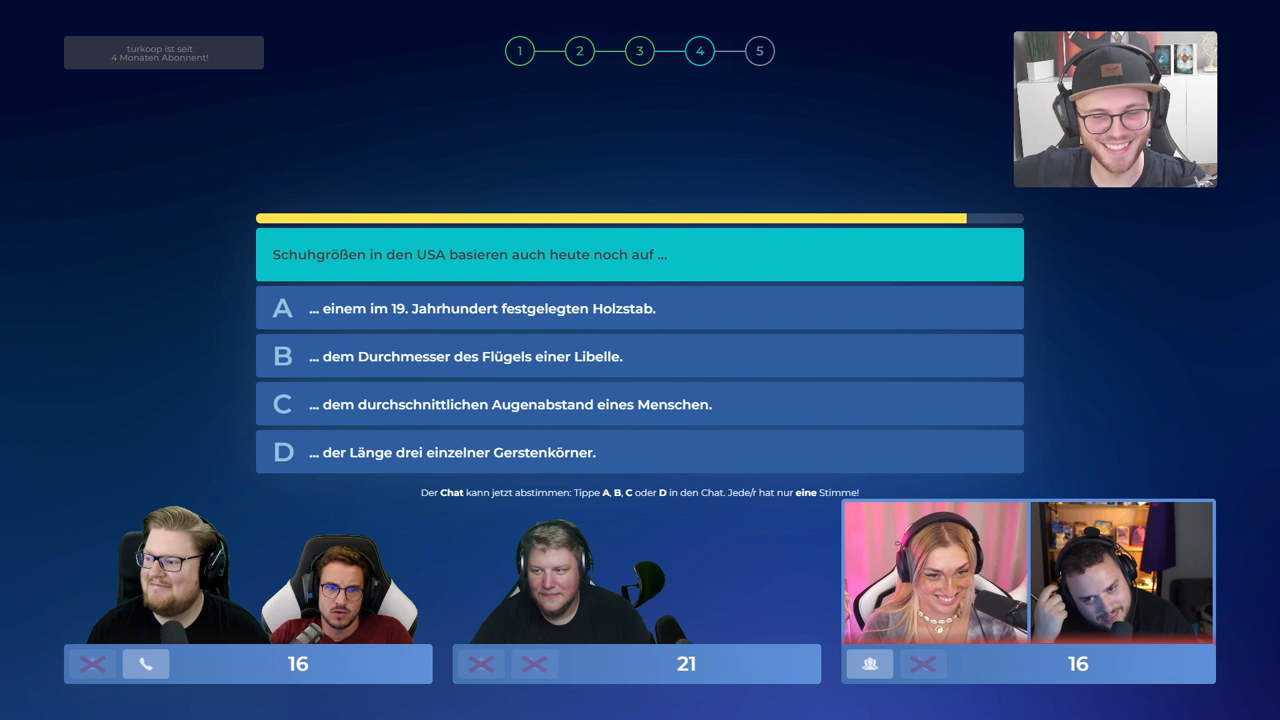 turkoop ist seit
4 Monaten Abonnent!
1 2 3 4 5
Schuhgrößen in den USA basieren auch heute noch auf ...
A ... einem im 19. Jahrhundert festgelegten Holzstab.
B ... dem Durchmesser des Flügels einer Libelle.
C ... dem durchschnittlichen Augenabstand eines Menschen.
D ... der Länge drei einzelner Gerstenkörner.
Der Chat kann jetzt abstimmen: Tippe A, B, C oder D in den Chat. Jede/r hat nur eine Stimme!
16
21
16